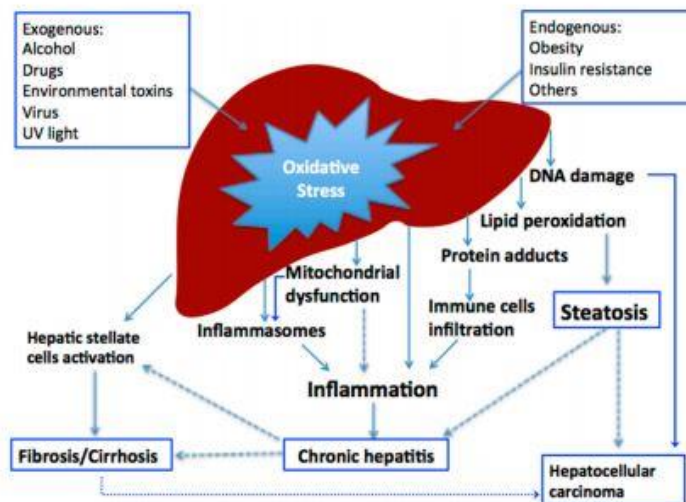 Exogenous:
Alcohol
Drugs
Environmental toxins
Virus
UV light
Endogenous:
Obesity
Insulin resistance
Others
Oxidative
Stress
DNA damage
Lipid peroxidation
Protein adducts
Mitochondrial
dysfunction
Immune cells
infiltration
Steatosis
Inflammasomes
Hepatic stellate
cells activation
Inflammation
Fibrosis/Cirrhosis
Chronic hepatitis
Hepatocellular
carcinoma